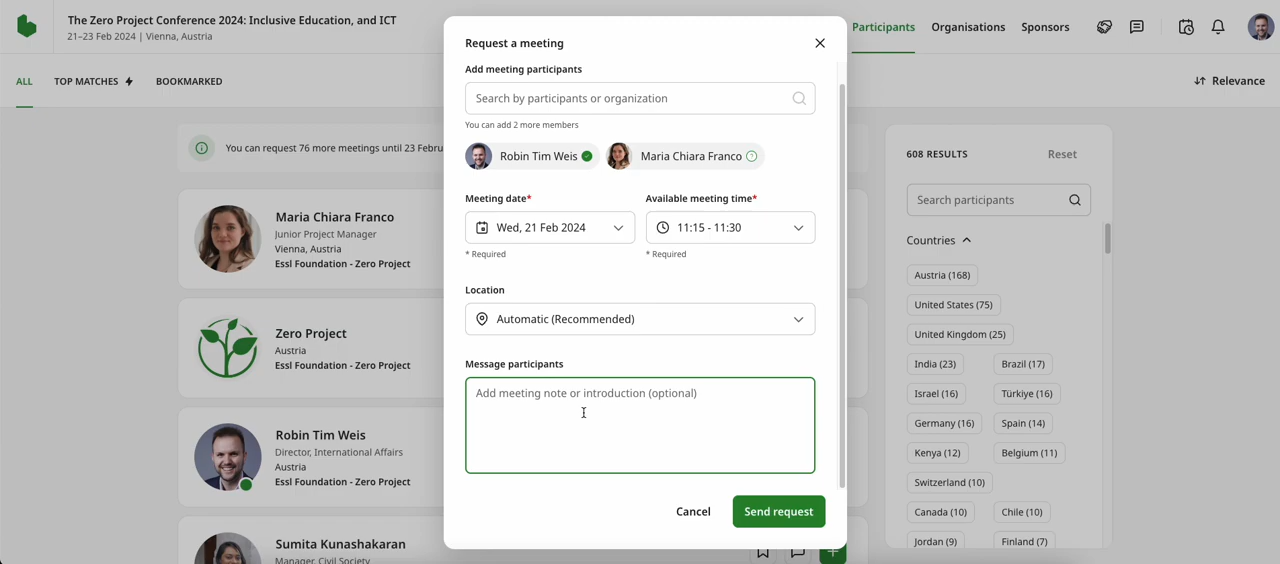 The Zero Project Conference 2024: Inclusive Education, and ICT
21–23 Feb 2024 | Vienna, Austria
Participants
Organisations
Sponsors
ALL
TOP MATCHES
BOOKMARKED
Relevance
You can request 76 more meetings until 23 Febru
Maria Chiara Franco
Junior Project Manager
Vienna, Austria
Essl Foundation - Zero Project
Zero Project
Austria
Essl Foundation - Zero Project
Robin Tim Weis
Director, International Affairs
Austria
Essl Foundation - Zero Project
Sumita Kunashakaran
Manager, Civil Society
Request a meeting
Add meeting participants
Search by participants or organization
You can add 2 more members
Robin Tim Weis
Maria Chiara Franco
Meeting date*
Available meeting time*
Wed, 21 Feb 2024
11:15 - 11:30
* Required
* Required
Location
Automatic (Recommended)
Message participants
Add meeting note or introduction (optional)
Cancel
Send request
608 RESULTS
Reset
Search participants
Countries
Austria (168)
United States (75)
United Kingdom (25)
India (23)
Brazil (17)
Israel (16)
Türkiye (16)
Germany (16)
Spain (14)
Kenya (12)
Belgium (11)
Switzerland (10)
Canada (10)
Chile (10)
Jordan (9)
Finland (7)